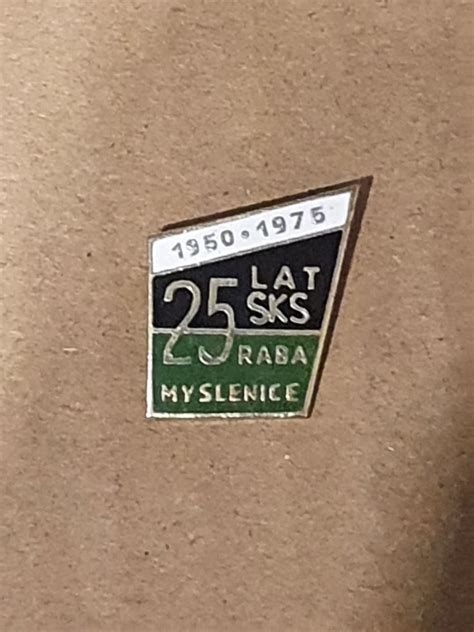 1950 • 1975
25 LAT
SKS
RABA
MYSLENICE